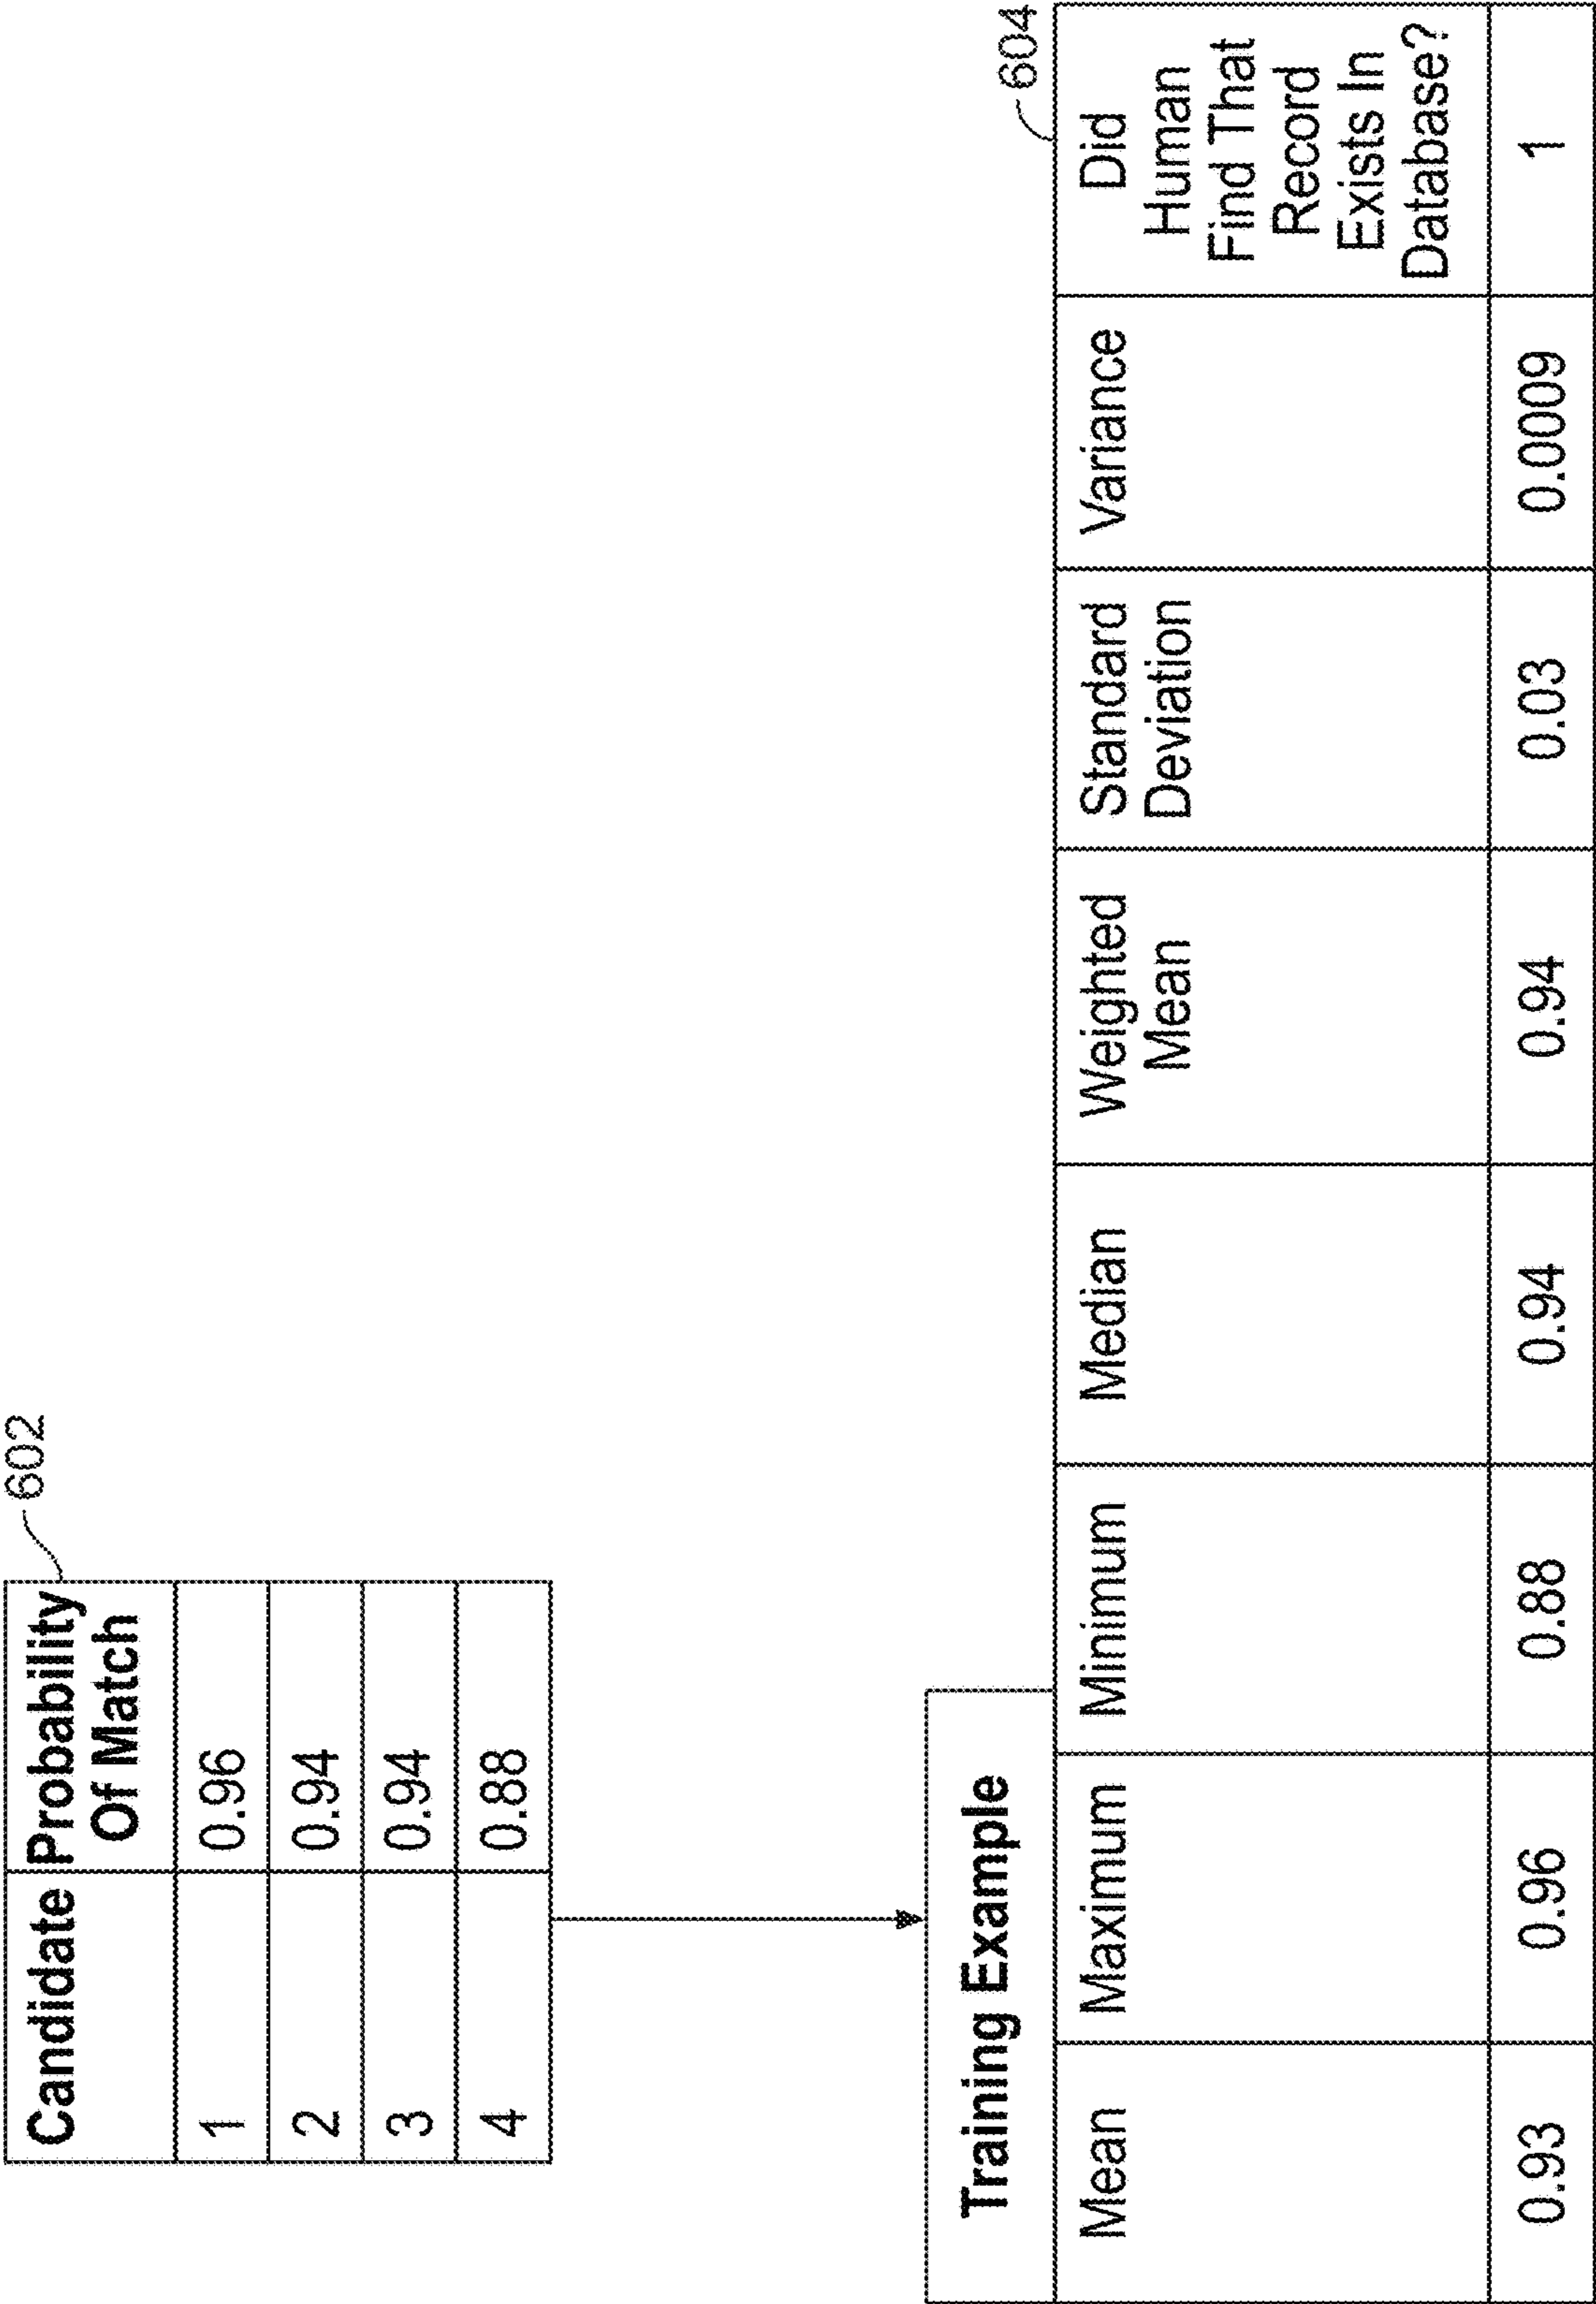 602
Candidate Probability
Of Match
1 0.96
2 0.94
3 0.94
4 0.88
604
Training Example
Mean Maximum Minimum Median Weighted Standard Variance Did
Mean Deviation Human
Find That
Record
Exists In
Database?
0.93 0.96 0.88 0.94 0.94 0.03 0.0009 1